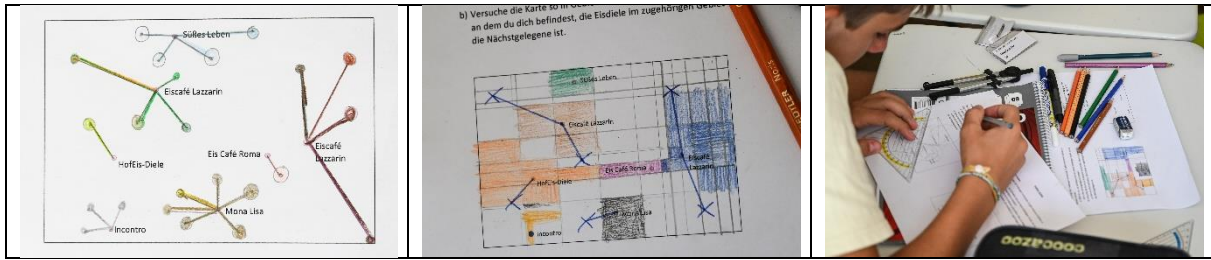 Süßes Leben
Eiscafé Lazzarin
HofEis-Diele
Eis Café Roma
Eiscafé
Lazzarin
Mona Lisa
Incontro
b) Versuche die Karte so in
an dem du dich befindest, die Eisdiele im zugehörigen
die Nächstgelegene ist.
Süßes Leben
Eiscafé Lazzarin
HofEis-Diele
Eis Café Roma
Eiscafé
Lazzarin
Mona Lisa
Incontro
coocazoo